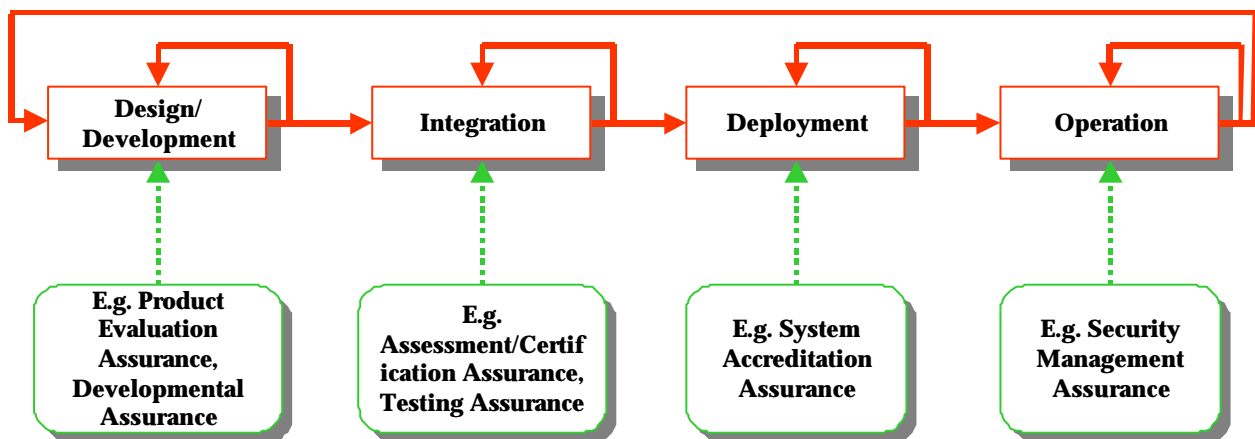 Design/
Development
Integration
Deployment
Operation
E.g. Product
Evaluation
Assurance,
Developmental
Assurance
E.g.
Assessment/Certif
ication Assurance,
Testing Assurance
E.g. System
Accreditation
Assurance
E.g. Security
Management
Assurance